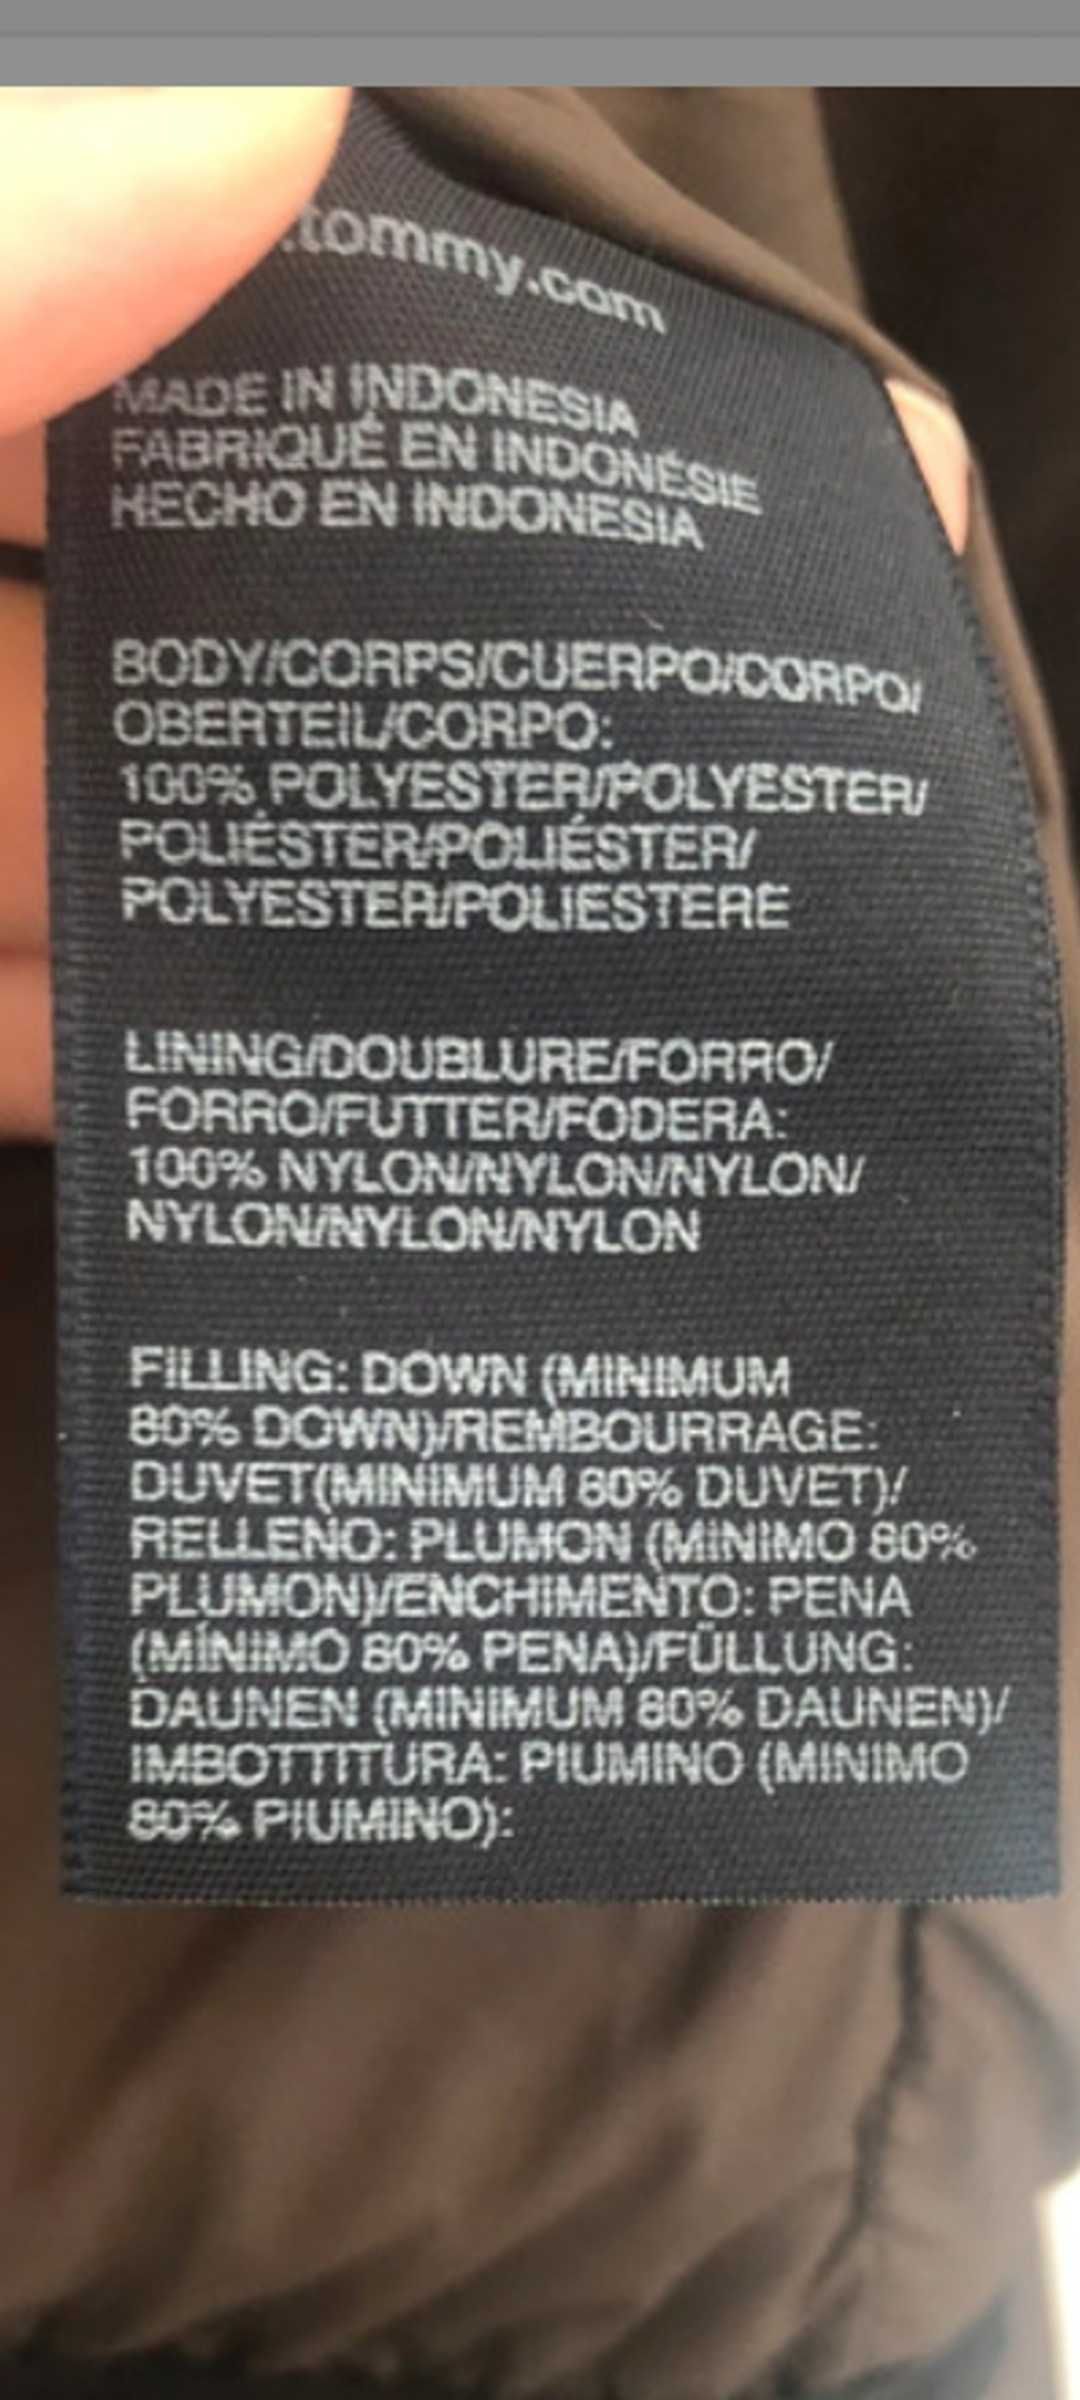 .tommy.com
MADE IN INDONESIA
FABRIQUÉ EN INDONÉSIE
HECHO EN INDONESIA
BODY/CORPS/CUERPO/CORPO/
OBERTEIL/CORPO:
100% POLYESTER/POLYESTER/
POLIÉSTER/POLIÉSTER/
POLYESTER/POLIESTERE
LINING/DOUBLURE/FORRO/
FORRO/FUTTER/FODERA:
100% NYLON/NYLON/NYLON/
NYLON/NYLON/NYLON
FILLING: DOWN (MINIMUM
80% DOWN)/REMBOURRAGE:
DUVET(MINIMUM 80% DUVET)/
RELLENO: PLUMON (MINIMO 80%
PLUMON)/ENCHIMENTO: PENA
(MÍNIMO 80% PENA)/FÜLLUNG:
DAUNEN (MINIMUM 80% DAUNEN)/
IMBOTTITURA: PIUMINO (MINIMO
80% PIUMINO):